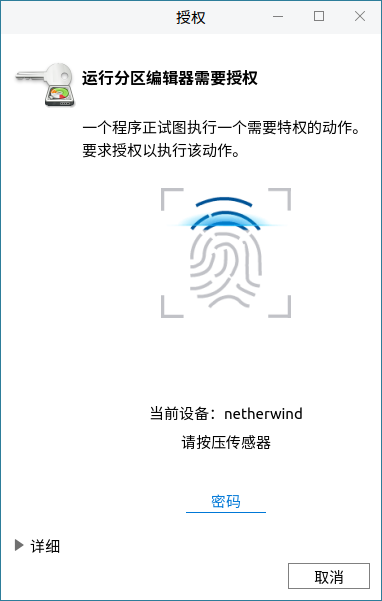 授权
运行分区编辑器需要授权
一个程序正试图执行一个需要特权的动作。
要求授权以执行该动作。
当前设备：netherwind
请按压传感器
密码
详细
取消